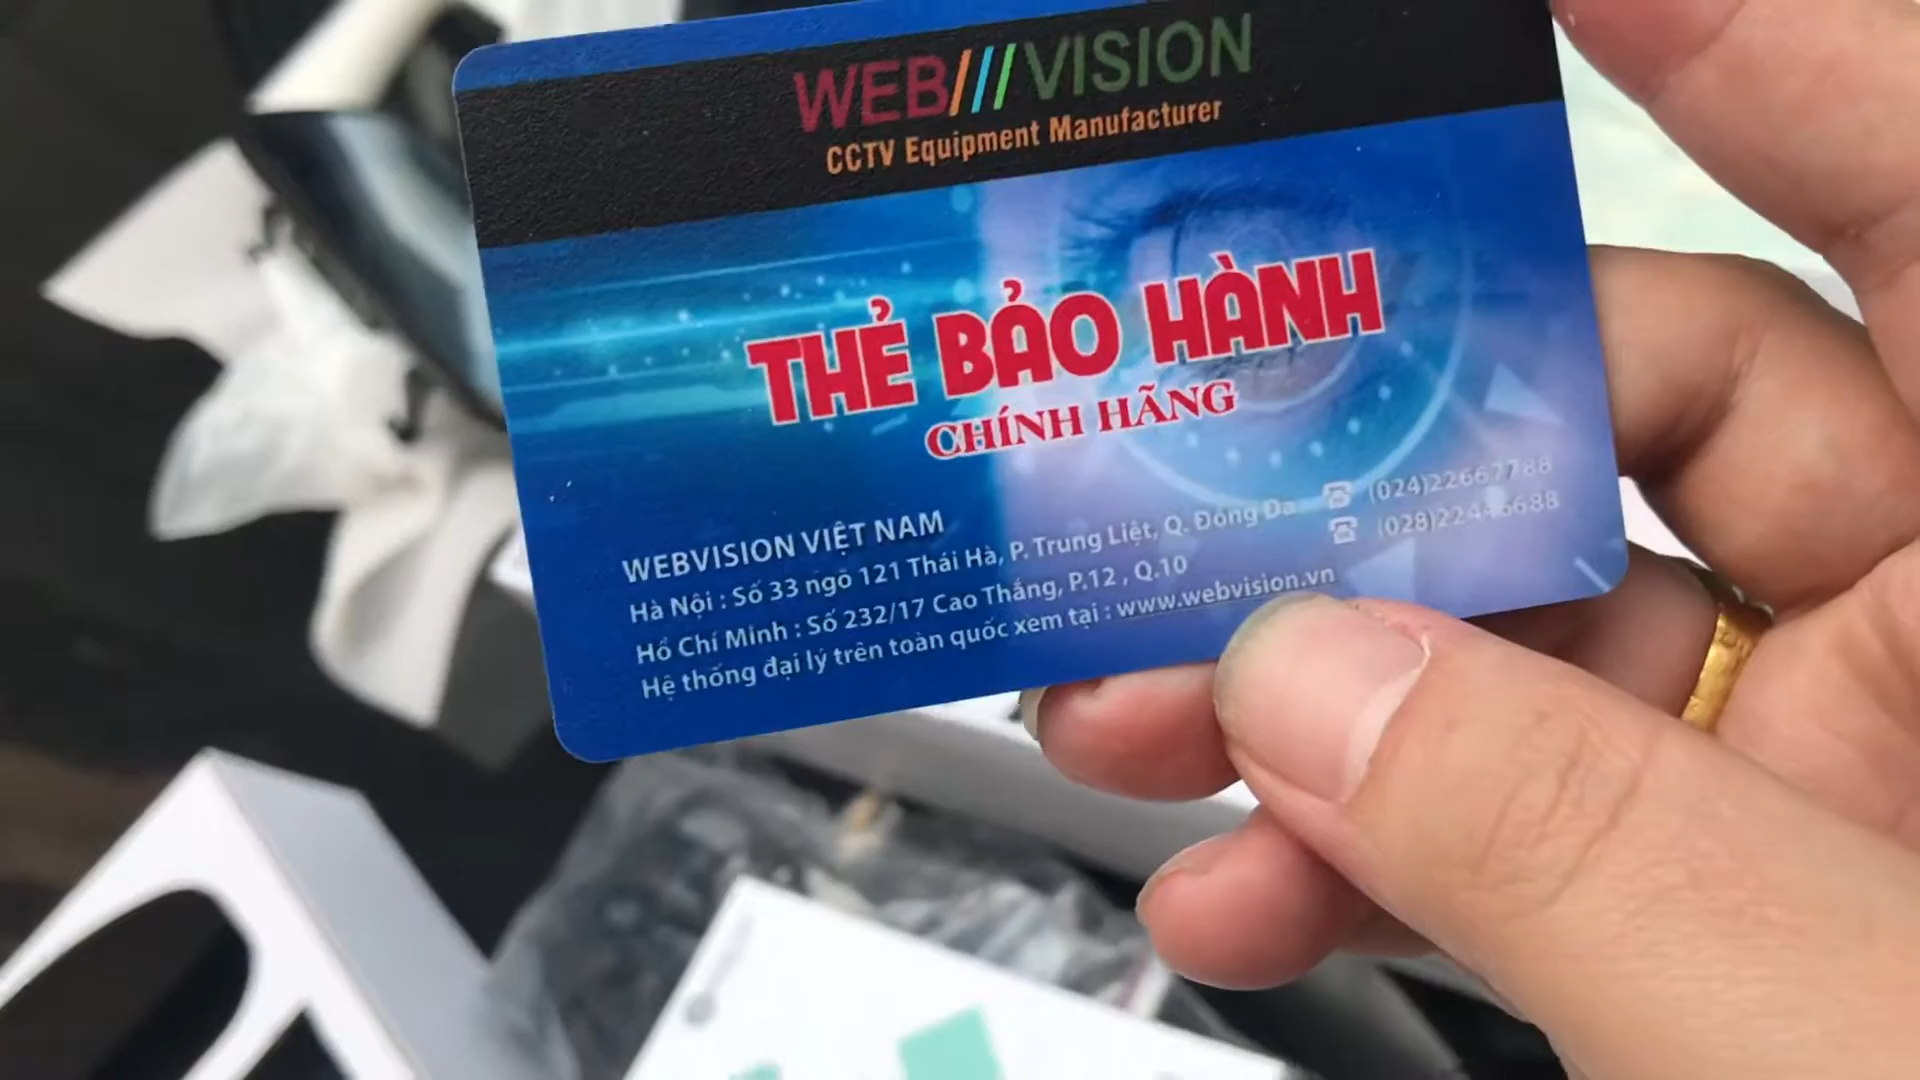 WEB///VISION
CCTV Equipment Manufacturer
THẺ BẢO HÀNH
CHÍNH HÃNG
WEBVISION VIỆT NAM
Hà Nội : Số 33 ngõ 121 Thái Hà, P. Trung Liệt, Q. Đống Đa ☎ (024)22667788
Hồ Chí Minh : Số 232/17 Cao Thắng, P.12 , Q.10 ☎
Hệ thống đại lý trên toàn quốc xem tại : www.webvision.vn